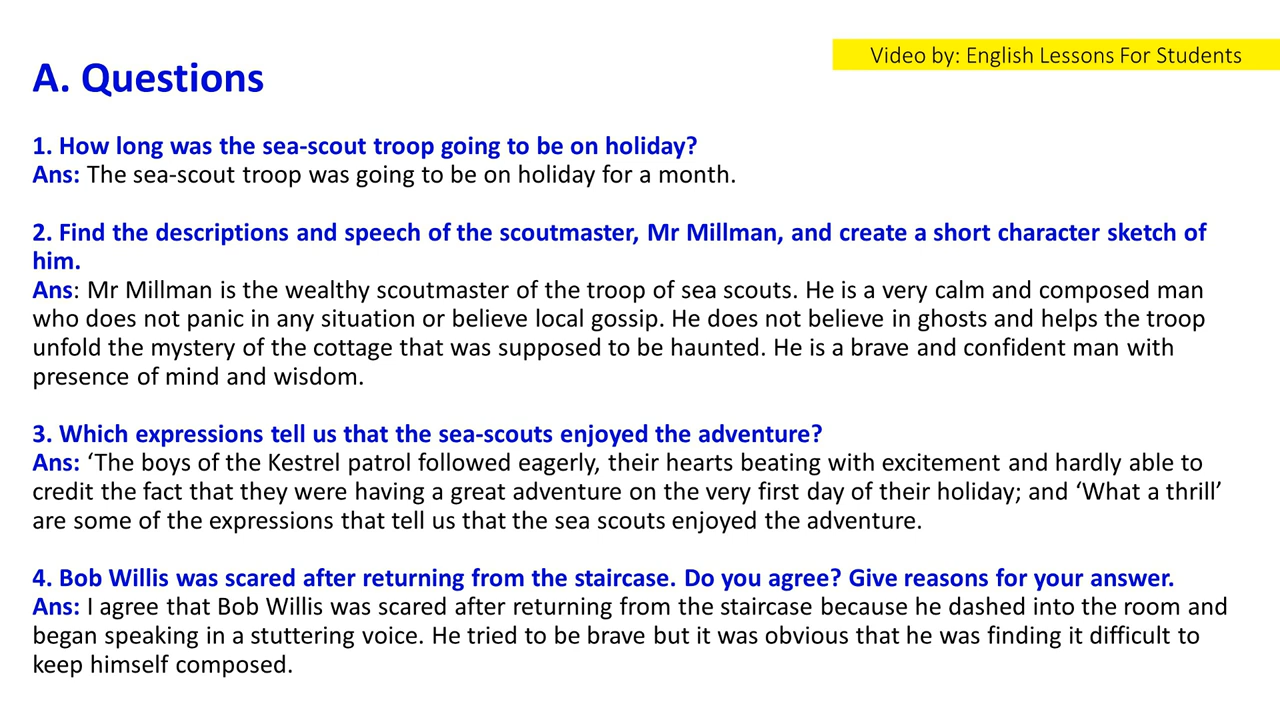 Video by: English Lessons For Students
A. Questions
1. How long was the sea-scout troop going to be on holiday?
Ans: The sea-scout troop was going to be on holiday for a month.
2. Find the descriptions and speech of the scoutmaster, Mr Millman, and create a short character sketch of
him.
Ans: Mr Millman is the wealthy scoutmaster of the troop of sea scouts. He is a very calm and composed man
who does not panic in any situation or believe local gossip. He does not believe in ghosts and helps the troop
unfold the mystery of the cottage that was supposed to be haunted. He is a brave and confident man with
presence of mind and wisdom.
3. Which expressions tell us that the sea-scouts enjoyed the adventure?
Ans: ‘The boys of the Kestrel patrol followed eagerly, their hearts beating with excitement and hardly able to
credit the fact that they were having a great adventure on the very first day of their holiday; and ‘What a thrill’
are some of the expressions that tell us that the sea scouts enjoyed the adventure.
4. Bob Willis was scared after returning from the staircase. Do you agree? Give reasons for your answer.
Ans: I agree that Bob Willis was scared after returning from the staircase because he dashed into the room and
began speaking in a stuttering voice. He tried to be brave but it was obvious that he was finding it difficult to
keep himself composed.